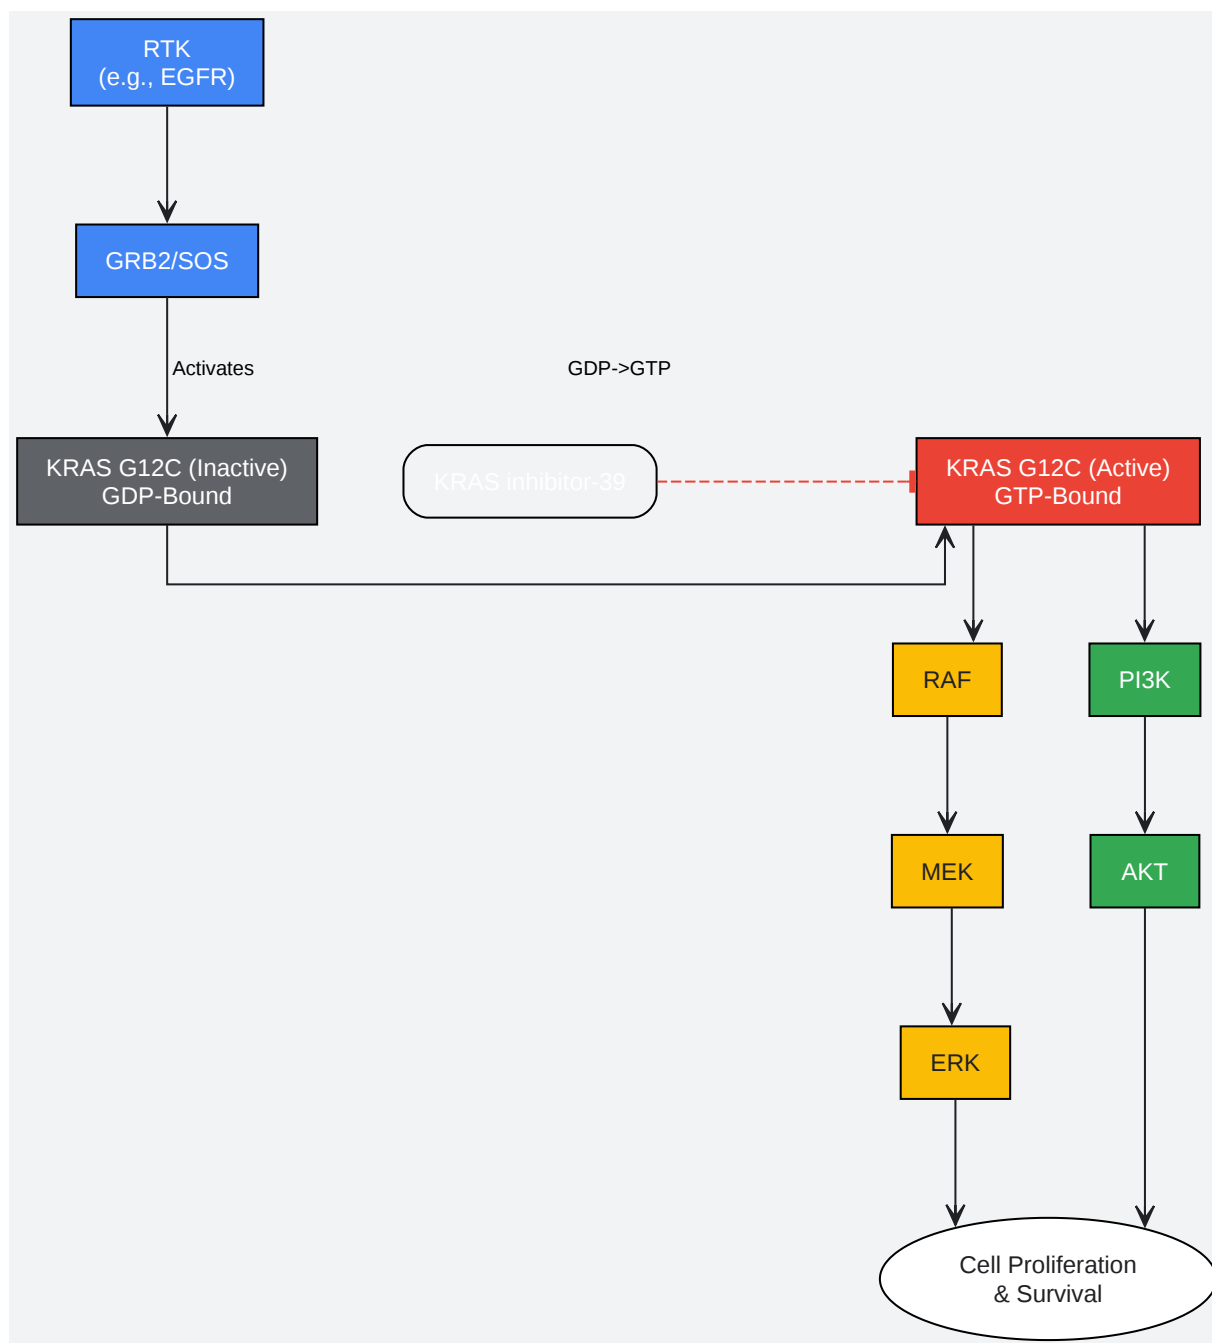 RTK
(e.g., EGFR)
GRB2/SOS
Activates
GDP->GTP
KRAS G12C (Inactive)
GDP-Bound
KRAS inhibitor-39
KRAS G12C (Active)
GTP-Bound
RAF
PI3K
MEK
AKT
ERK
Cell Proliferation
& Survival